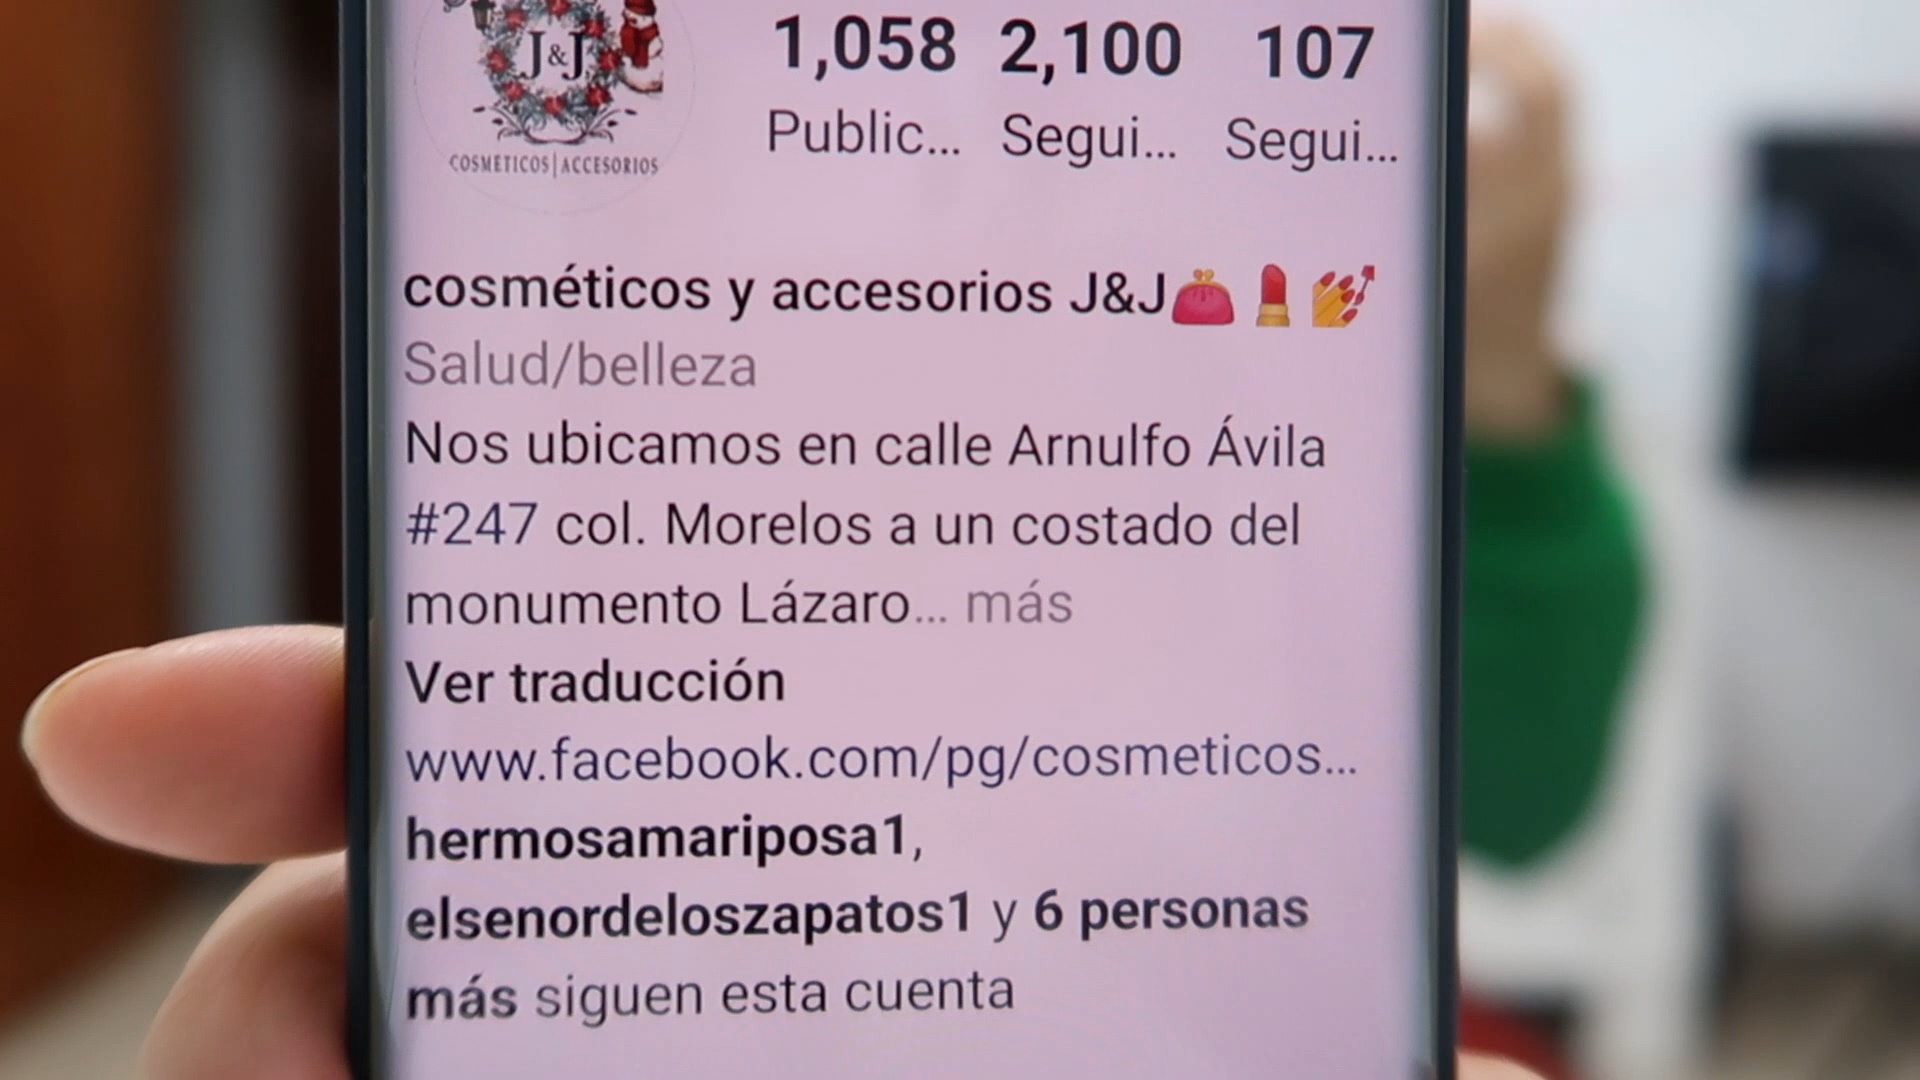 J&J
COSMETICOS|ACCESORIOS
1,058 2,100 107
Public... Segui... Segui...
cosméticos y accesorios J&J👛💄💅
Salud/belleza
Nos ubicamos en calle Arnulfo Ávila
#247 col. Morelos a un costado del
monumento Lázaro... más
Ver traducción
www.facebook.com/pg/cosmeticos...
hermosamariposa1,
elsenordeloszapatos1 y 6 personas
más siguen esta cuenta